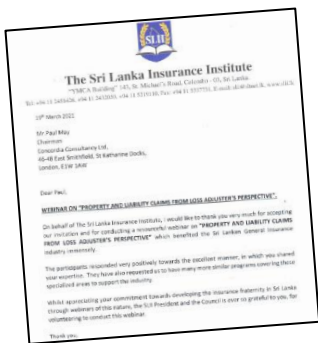 SLII
The Sri Lanka Insurance Institute
"YMCA Building" 145, St. Michael's Road, Colombo - 03, Sri Lanka
19th March 2021
Mr Paul May
Chairman
Concordia Consultancy Ltd,
46-48 East Smithfield, St Katharine Docks,
London, E1W 1AW
Dear Paul,
WEBINAR ON "PROPERTY AND LIABILITY CLAIMS FROM LOSS ADJUSTER'S PERSPECTIVE".
On behalf of The Sri Lanka Insurance Institute, I would like to thank you very much for accepting
our invitation and for conducting a resourceful webinar on "PROPERTY AND LIABILITY CLAIMS
FROM LOSS ADJUSTER'S PERSPECTIVE" which benefited the Sri Lankan General Insurance
industry immensely.
The participants responded very positively towards the excellent manner, in which you shared
your expertise. They have also requested us to have many more similar programs covering these
specialized areas to support the industry.
Whilst appreciating your commitment towards developing the insurance fraternity in Sri Lanka
through webinars of this nature, the SLII President and the Council is ever so grateful to you, for
volunteering to conduct this webinar.
Thank you.